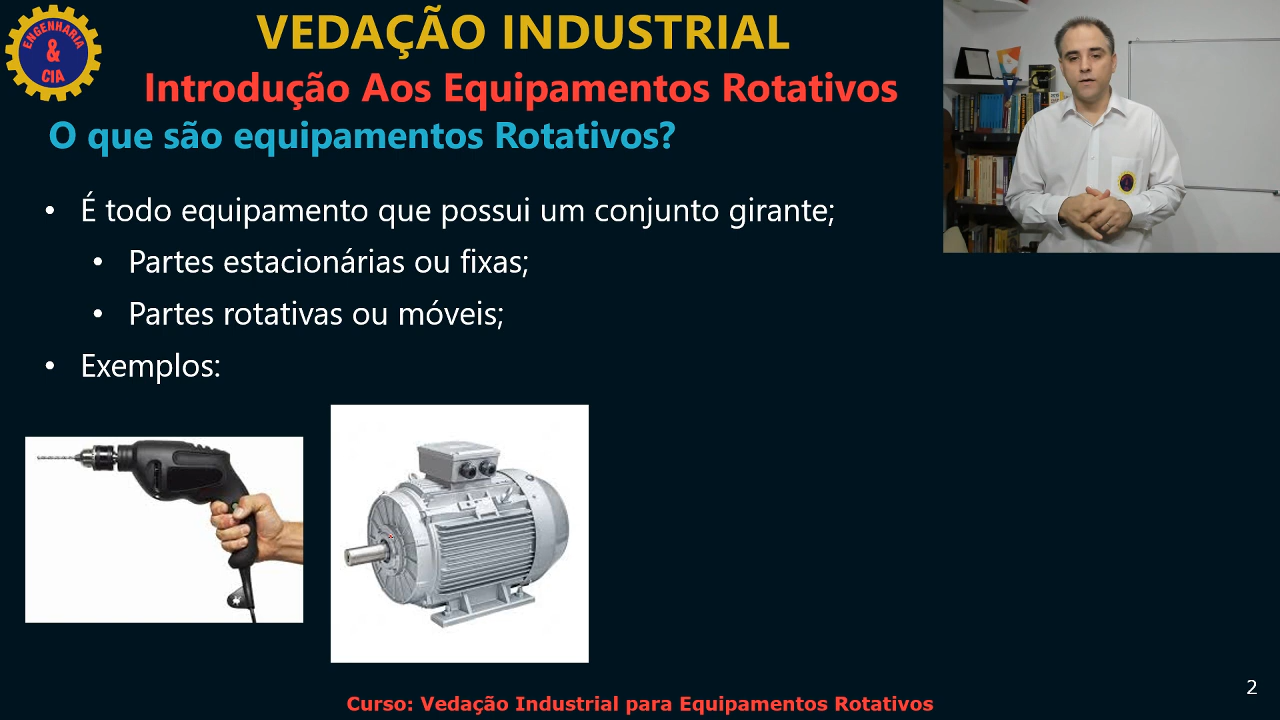 ENGENHARIA
&
CIA
VEDAÇÃO INDUSTRIAL
Introdução Aos Equipamentos Rotativos
O que são equipamentos Rotativos?
• É todo equipamento que possui um conjunto girante;
• Partes estacionárias ou fixas;
• Partes rotativas ou móveis;
• Exemplos:
2
Curso: Vedação Industrial para Equipamentos Rotativos